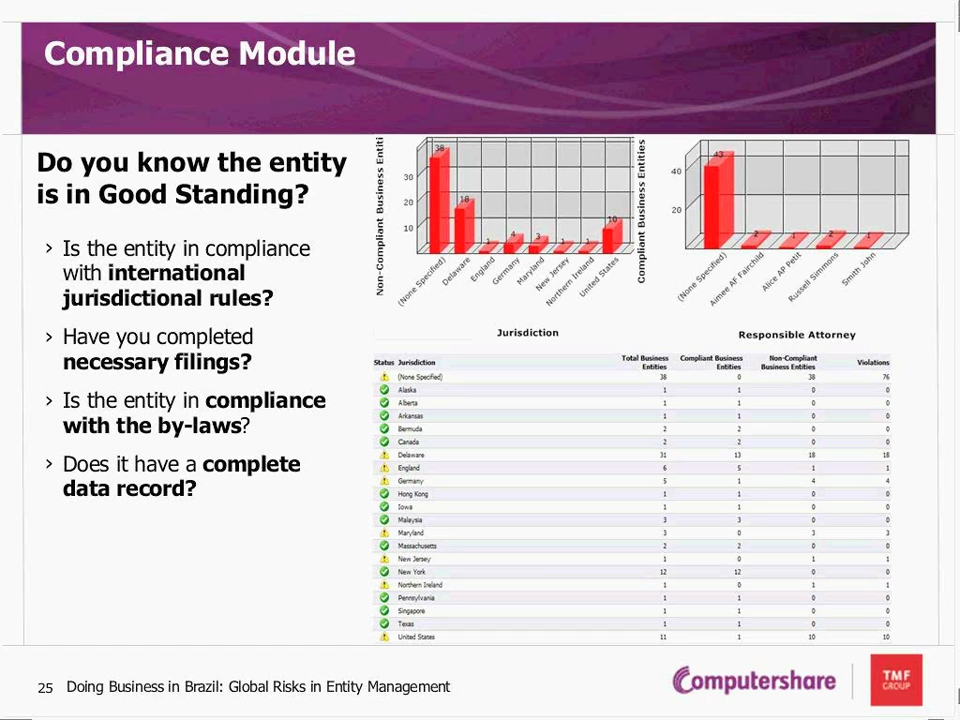 Compliance Module
Do you know the entity
is in Good Standing?
› Is the entity in compliance
with international
jurisdictional rules?
› Have you completed
necessary filings?
› Is the entity in compliance
with the by-laws?
› Does it have a complete
data record?
Non-Compliant Business Entiti
30
20
10
38
18
1
4
3
1
1
10
(None Specified)
Delaware
England
Germany
Maryland
New Jersey
Northern Ireland
United States
Jurisdiction
Compliant Business Entities
40
20
43
2
1
2
1
(None Specified)
Aimee AF Fairchild
Alice AP Petit
Russell Simmons
Smith John
Responsible Attorney
Status Jurisdiction Total Business Entities Compliant Business Entities Non-Compliant Business Entities Violations
(None Specified) 38 0 38 76
Alaska 1 1 0 0
Alberta 1 1 0 0
Arkansas 1 1 0 0
Bermuda 2 2 0 0
Canada 2 2 0 0
Delaware 31 13 18 18
England 6 5 1 1
Germany 5 1 4 4
Hong Kong 1 1 0 0
Iowa 1 1 0 0
Malaysia 3 3 0 0
Maryland 3 0 3 3
Massachusetts 2 2 0 0
New Jersey 1 0 1 1
New York 12 12 0 0
Northern Ireland 1 0 1 1
Pennsylvania 1 1 0 0
Singapore 1 1 0 0
Texas 1 1 0 0
United States 11 1 10 10
25 Doing Business in Brazil: Global Risks in Entity Management
Computershare
TMF
GROUP